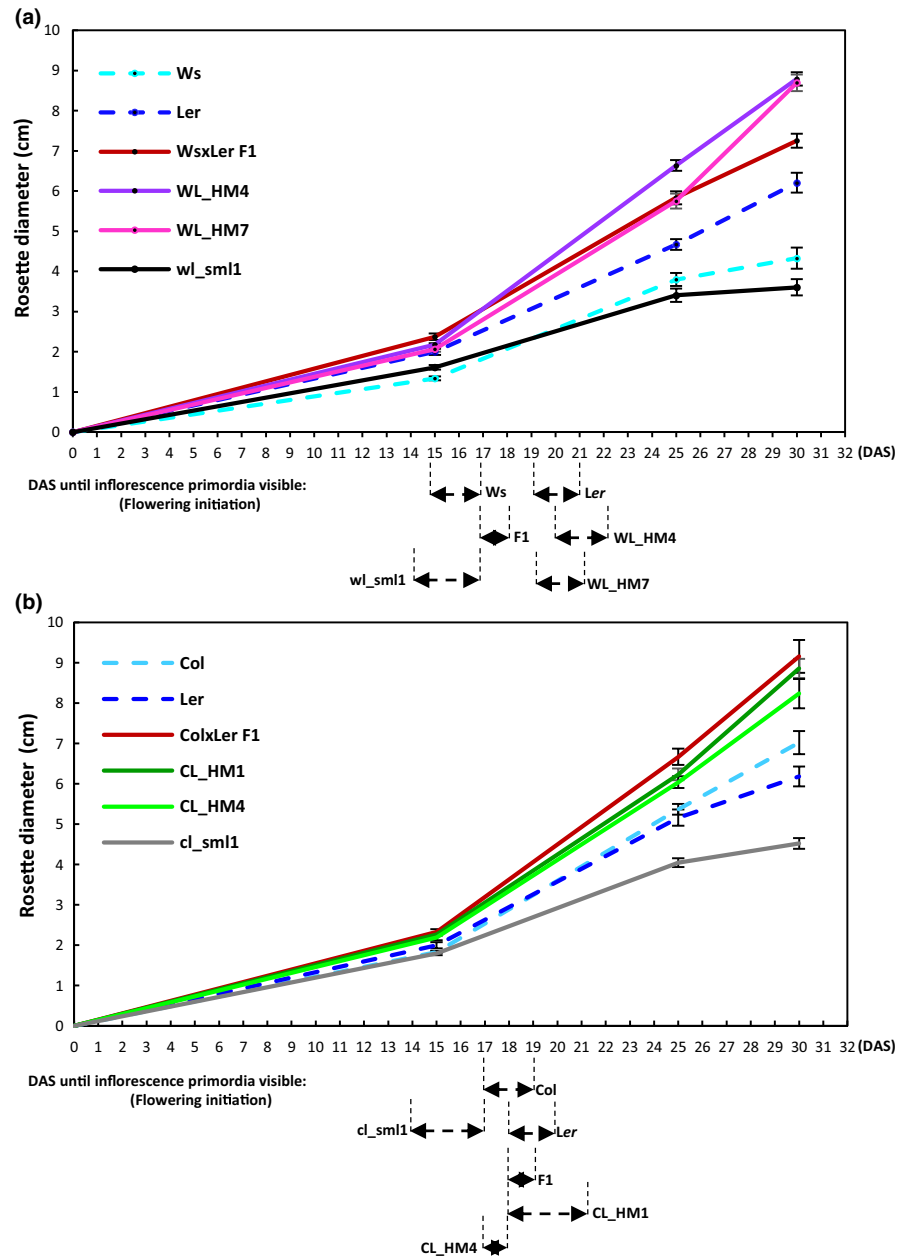 (a)
10
9
8
7
6
5
4
3
2
1
0
Rosette diameter (cm)
Ws
Ler
WsxLer F1
WL_HM4
WL_HM7
wl_sml1
0 1 2 3 4 5 6 7 8 9 10 11 12 13 14 15 16 17 18 19 20 21 22 23 24 25 26 27 28 29 30 31 32 (DAS)
DAS until inflorescence primordia visible:
(Flowering initiation)
Ws
Ler
F1
WL_HM4
wl_sml1
WL_HM7
(b)
10
9
8
7
6
5
4
3
2
1
0
Rosette diameter (cm)
Col
Ler
ColxLer F1
CL_HM1
CL_HM4
cl_sml1
0 1 2 3 4 5 6 7 8 9 10 11 12 13 14 15 16 17 18 19 20 21 22 23 24 25 26 27 28 29 30 31 32 (DAS)
DAS until inflorescence primordia visible:
(Flowering initiation)
Col
cl_sml1
Ler
F1
CL_HM1
CL_HM4